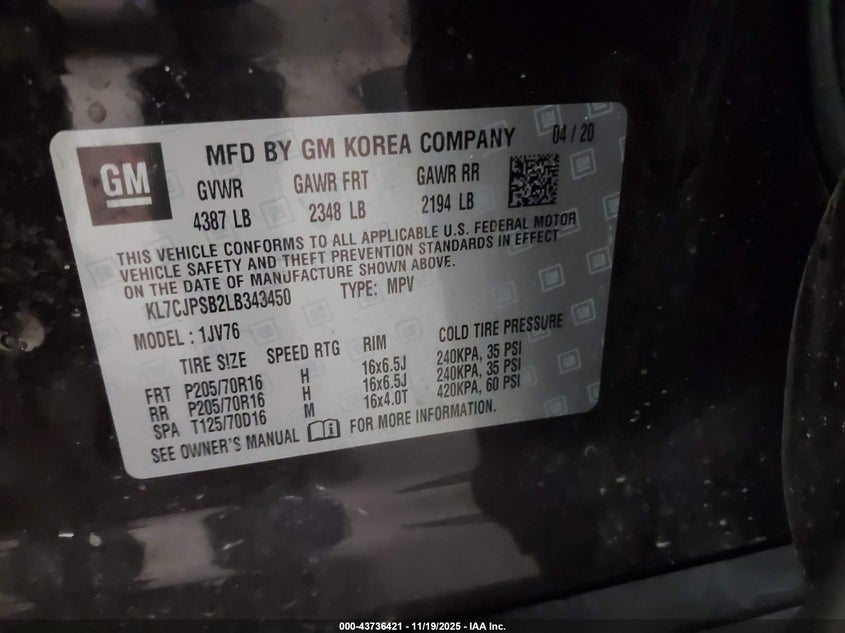 GM
MFD BY GM KOREA COMPANY 04 / 20
GVWR GAWR FRT GAWR RR
4387 LB 2348 LB 2194 LB
THIS VEHICLE CONFORMS TO ALL APPLICABLE U.S. FEDERAL MOTOR
VEHICLE SAFETY AND THEFT PREVENTION STANDARDS IN EFFECT
ON THE DATE OF MANUFACTURE SHOWN ABOVE.
KL7CJPSB2LB343450 TYPE: MPV
MODEL : 1JV76
TIRE SIZE SPEED RTG RIM COLD TIRE PRESSURE
FRT P205/70R16 H 16x6.5J 240KPA, 35 PSI
RR P205/70R16 H 16x6.5J 240KPA, 35 PSI
SPA T125/70D16 M 16x4.0T 420KPA, 60 PSI
SEE OWNER'S MANUAL FOR MORE INFORMATION.
000-43736421 - 11/19/2025 - IAA Inc.